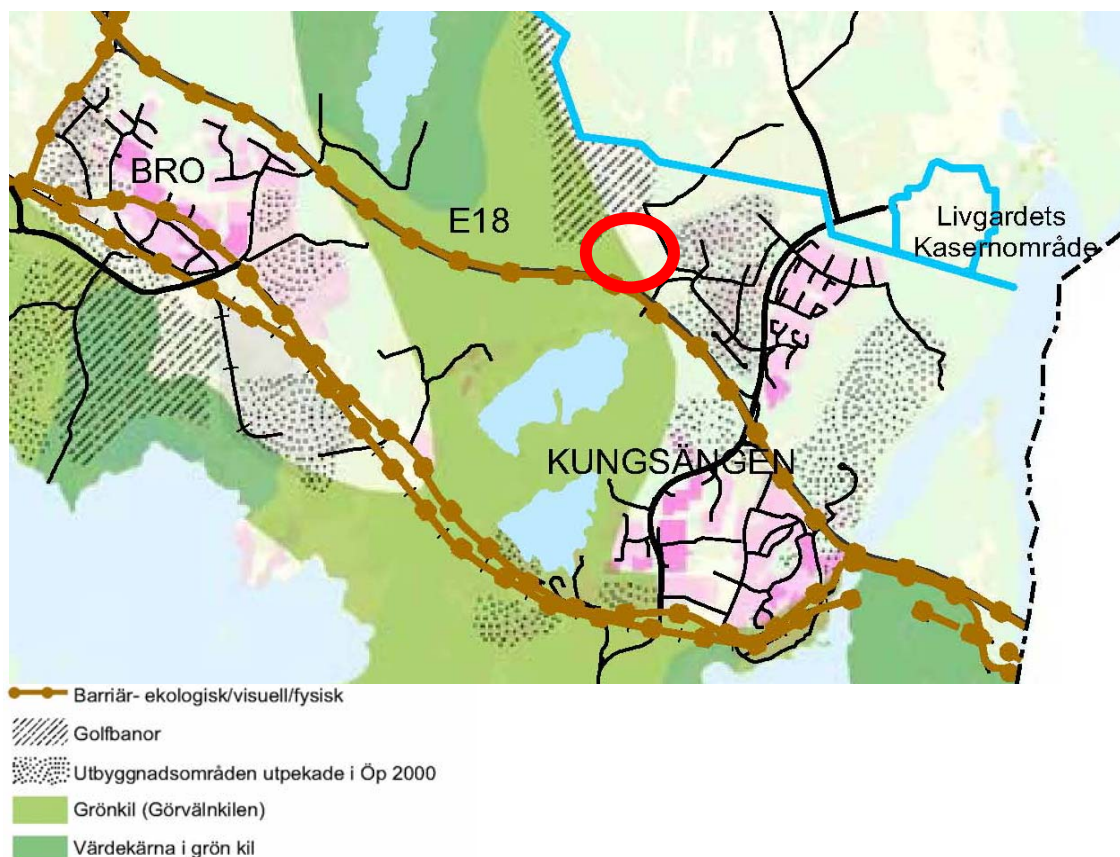 BRO
E18
Livgardets
Kasernområde
KUNGSÄNGEN
Barriär- ekologisk/visuell/fysisk
Golfbanor
Utbyggnadsområden utpekade i Öp 2000
Grönkil (Görvälnkilen)
Värdekärna i grön kil